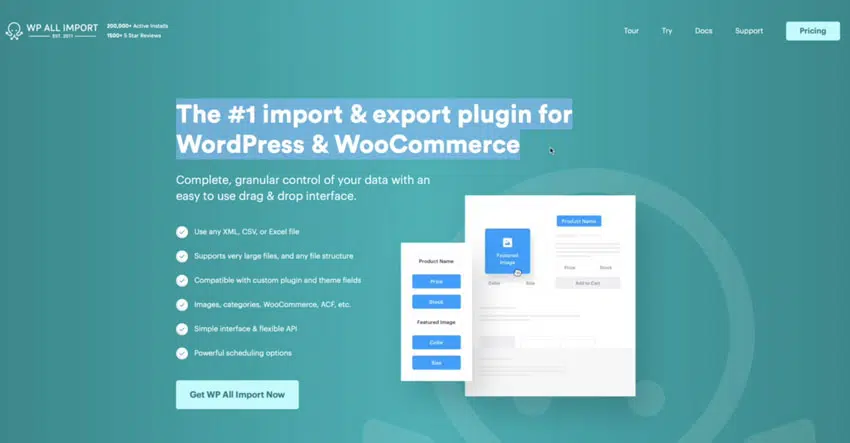 WP ALL IMPORT
EST. 2011
200,000+ Active Installs
1500+ 5 Star Reviews
Tour
Try
Docs
Support
Pricing
The #1 import & export plugin for
WordPress & WooCommerce
Complete, granular control of your data with an
easy to use drag & drop interface.
Use any XML, CSV, or Excel file
Supports very large files, and any file structure
Compatible with custom plugin and theme fields
Images, categories, WooCommerce, ACF, etc.
Simple interface & flexible API
Powerful scheduling options
Get WP All Import Now
Product Name
Price
Stock
Featured Image
Color
Size
Product Name
Featured
Image
Price
Stock
Color
Size
Add to Cart